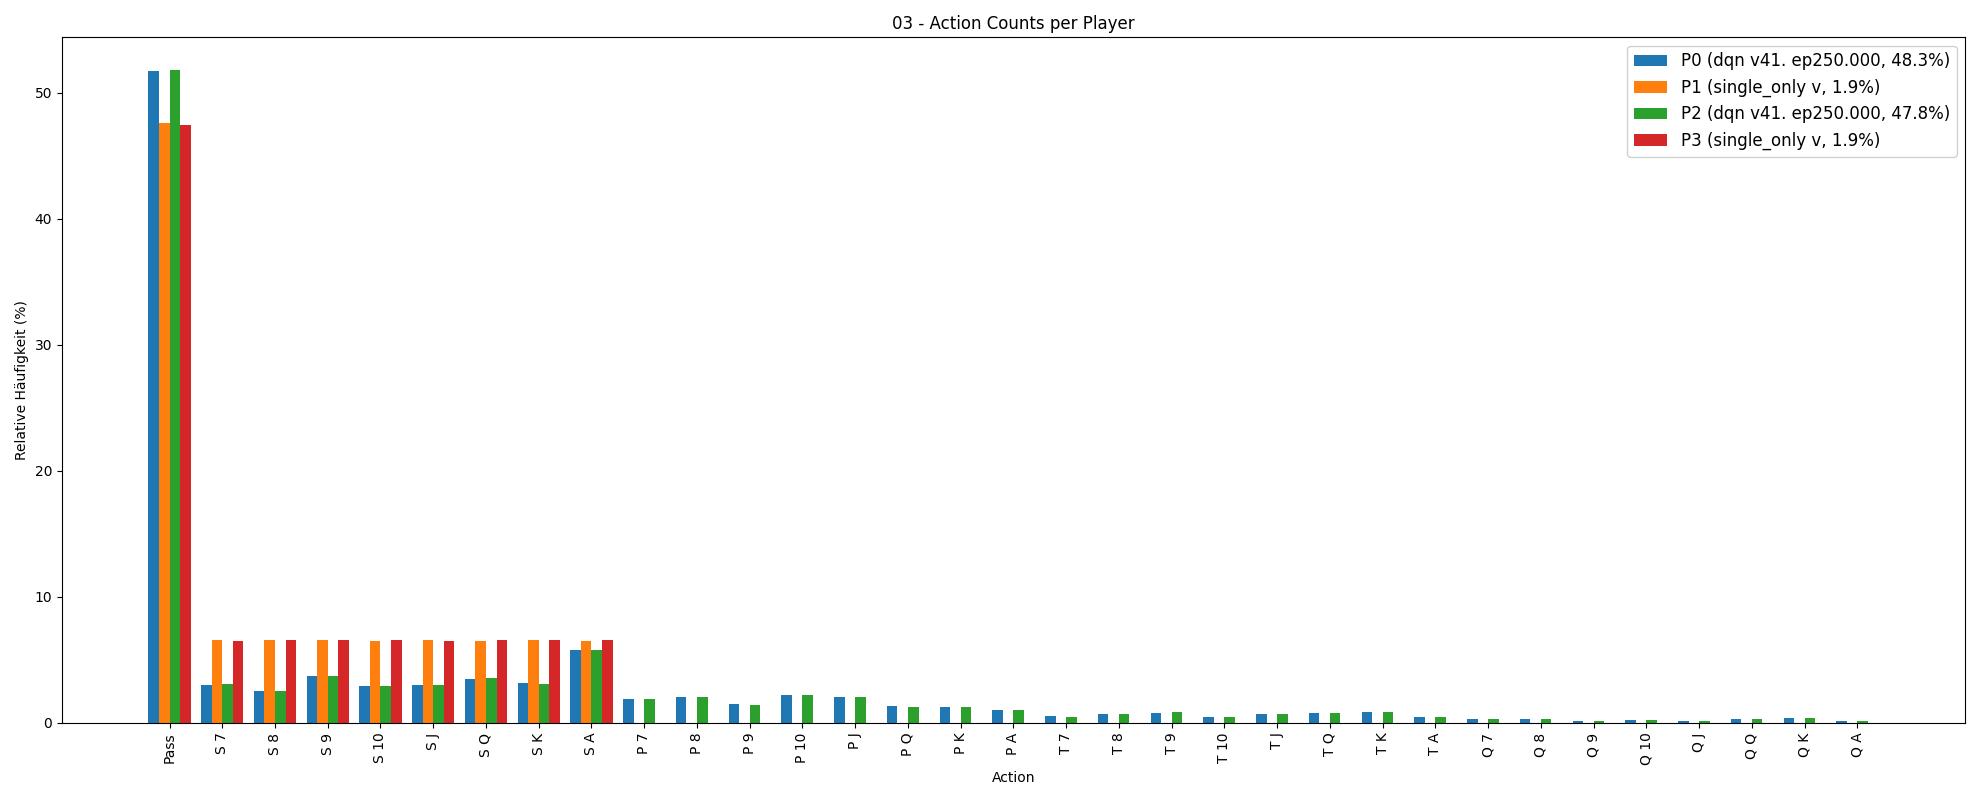 03 - Action Counts per Player
P0 (dqn v41. ep250.000, 48.3%)
P1 (single_only v, 1.9%)
P2 (dqn v41. ep250.000, 47.8%)
P3 (single_only v, 1.9%)
Relative Häufigkeit (%)
50
40
30
20
10
0
Pass
S 7
S 8
S 9
S 10
S J
S Q
S K
S A
P 7
P 8
P 9
P 10
P J
P Q
P K
P A
T 7
T 8
T 9
T 10
T J
T Q
T K
T A
Q 7
Q 8
Q 9
Q 10
Q J
Q Q
Q K
Q A
Action